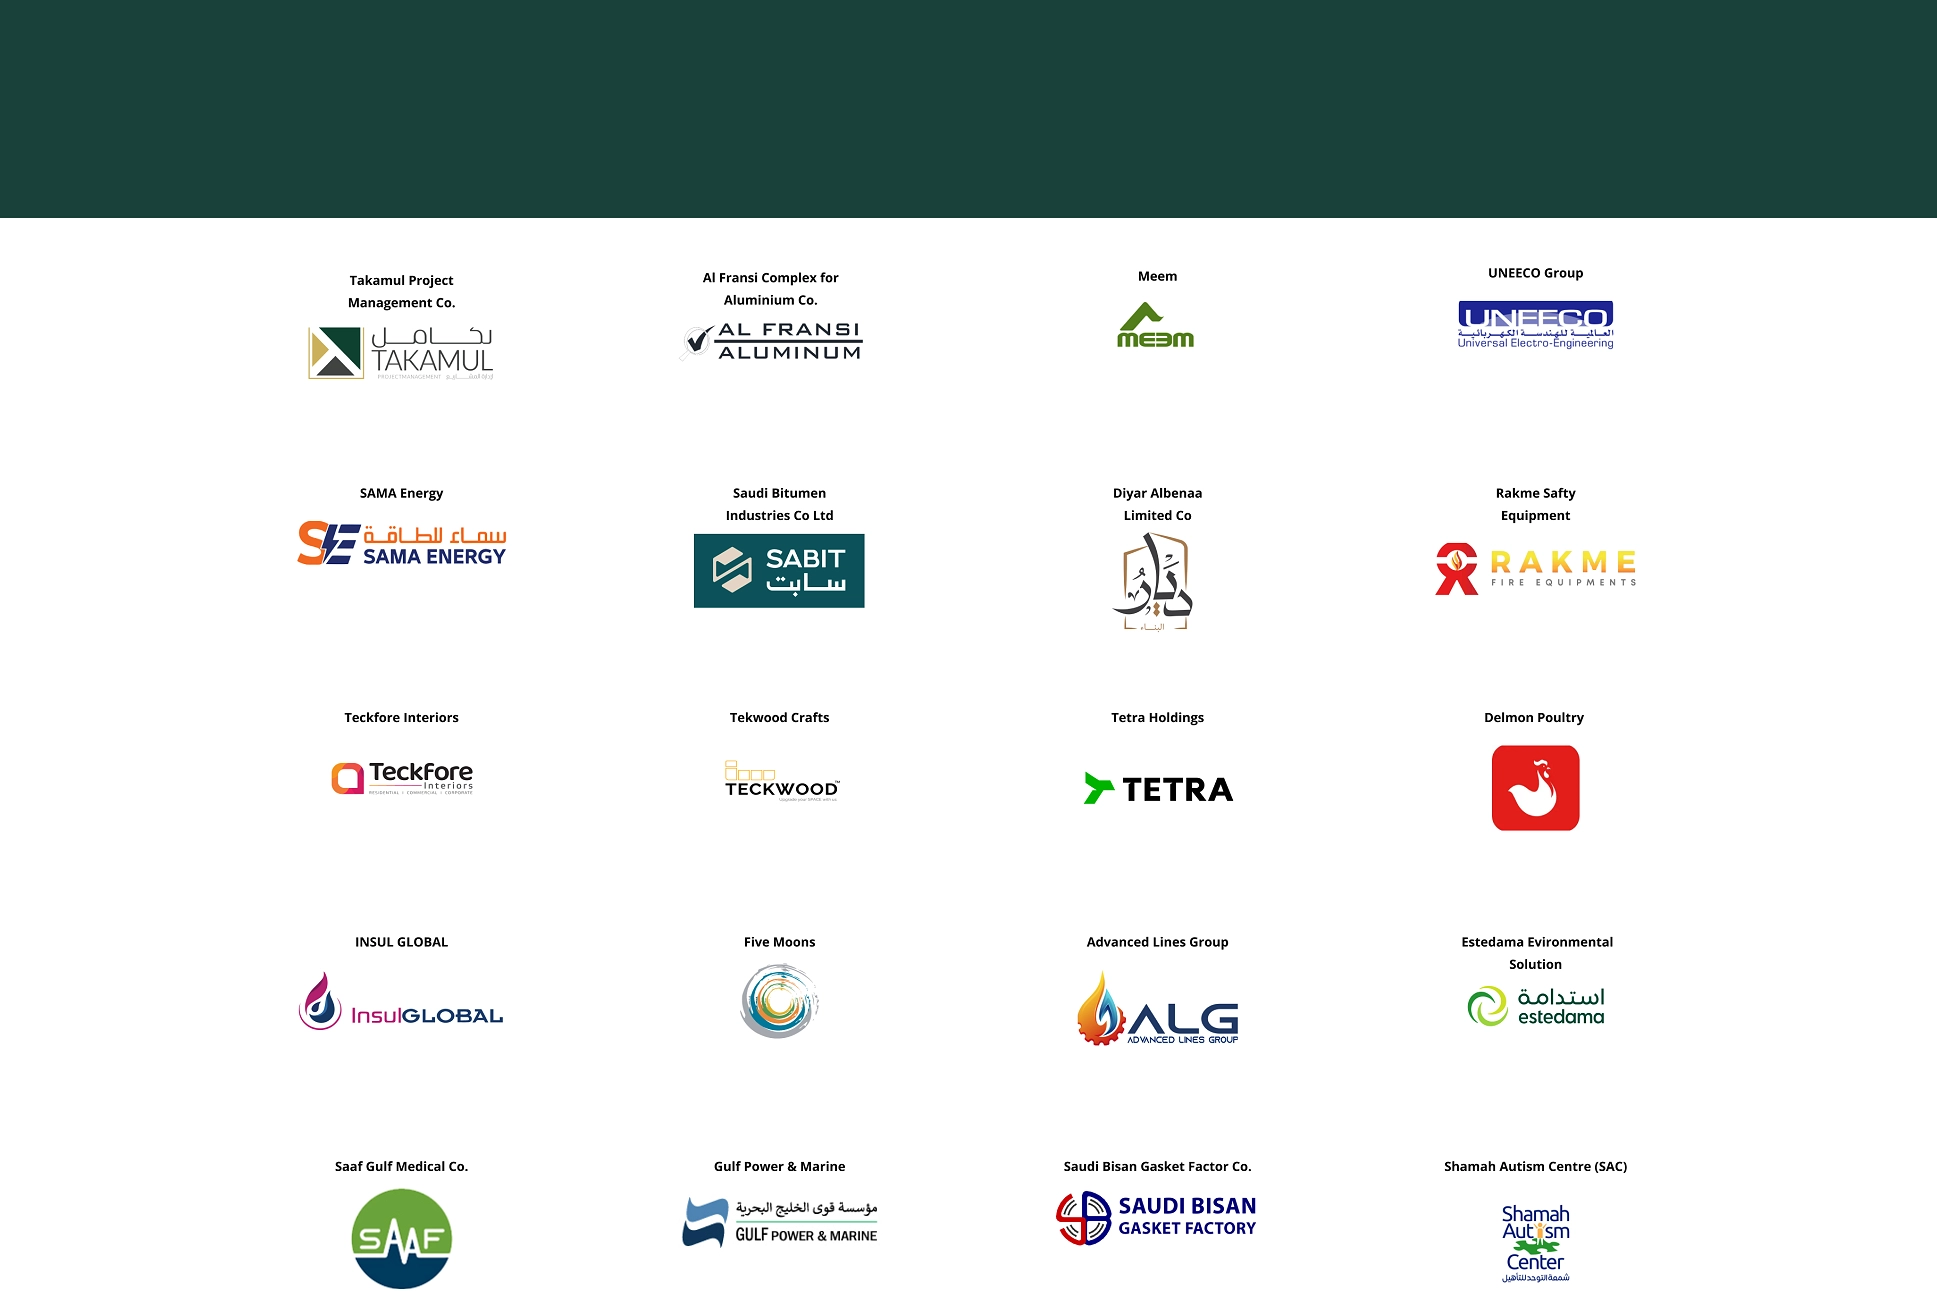 Takamul Project
Management Co.
تكامل
TAKAMUL
PROJECT MANAGEMENT إدارة المشاريع
Al Fransi Complex for
Aluminium Co.
AL FRANSI
ALUMINUM
Meem
MEEM
UNEECO Group
UNEECO
العالمية للهندسة الكهربائية
Universal Electro-Engineering
SAMA Energy
SE
سماء للطاقة
SAMA ENERGY
Saudi Bitumen
Industries Co Ltd
SABIT
سابت
Diyar Albenaa
Limited Co
ديار
البناء
Rakme Safty
Equipment
RAKME
FIRE EQUIPMENTS
Teckfore Interiors
Teckfore
Interiors
RESIDENTIAL | COMMERCIAL | CORPORATE
Tekwood Crafts
TECKWOOD™
Upgrade your SPACE with us
Tetra Holdings
TETRA
Delmon Poultry
INSUL GLOBAL
InsulGLOBAL
Five Moons
Advanced Lines Group
ALG
ADVANCED LINES GROUP
Estedama Evironmental
Solution
استدامة
estedama
Saaf Gulf Medical Co.
SAAF
Gulf Power & Marine
مؤسسة قوى الخليج البحرية
GULF POWER & MARINE
Saudi Bisan Gasket Factor Co.
SAUDI BISAN
GASKET FACTORY
Shamah Autism Centre (SAC)
Shamah
Autism
Center
شمعة التوحد للتأهيل